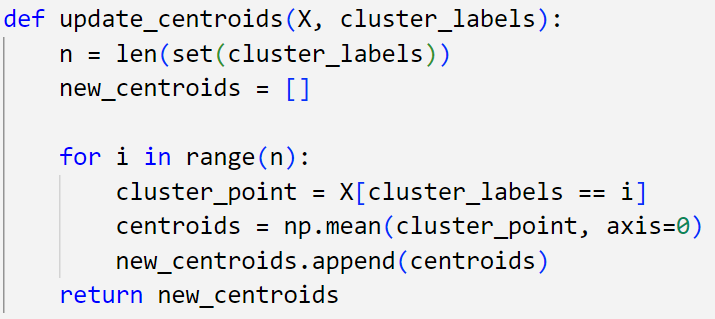 def update_centroids(X, cluster_labels):
    n = len(set(cluster_labels))
    new_centroids = []

    for i in range(n):
        cluster_point = X[cluster_labels == i]
        centroids = np.mean(cluster_point, axis=0)
        new_centroids.append(centroids)
    return new_centroids